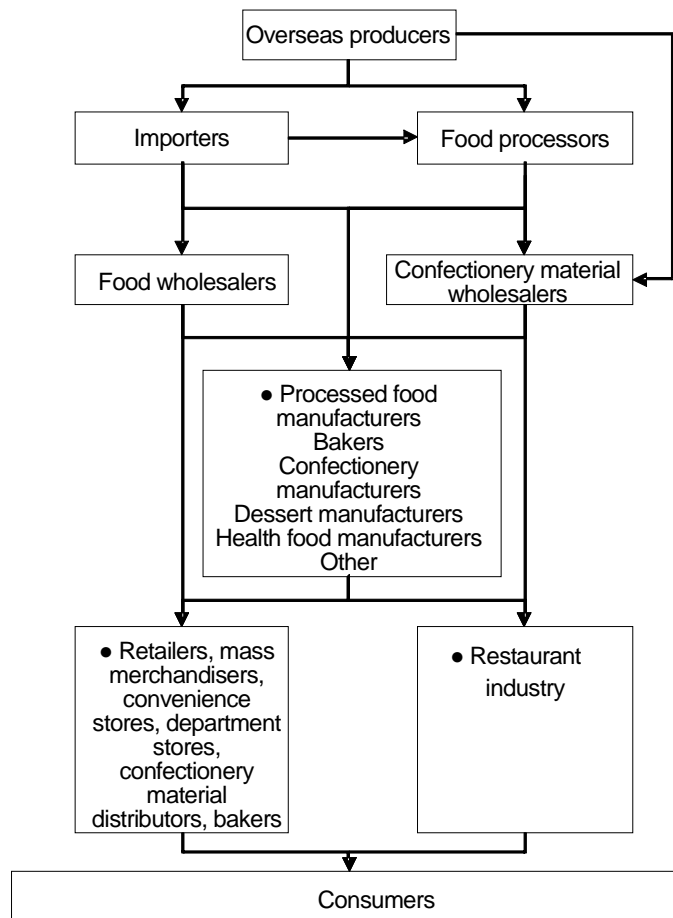 Overseas producers
Importers
Food processors
Food wholesalers
Confectionery material
wholesalers
● Processed food
manufacturers
Bakers
Confectionery
manufacturers
Dessert manufacturers
Health food manufacturers
Other
● Retailers, mass
merchandisers,
convenience
stores, department
stores,
confectionery
material
distributors, bakers
● Restaurant
industry
Consumers